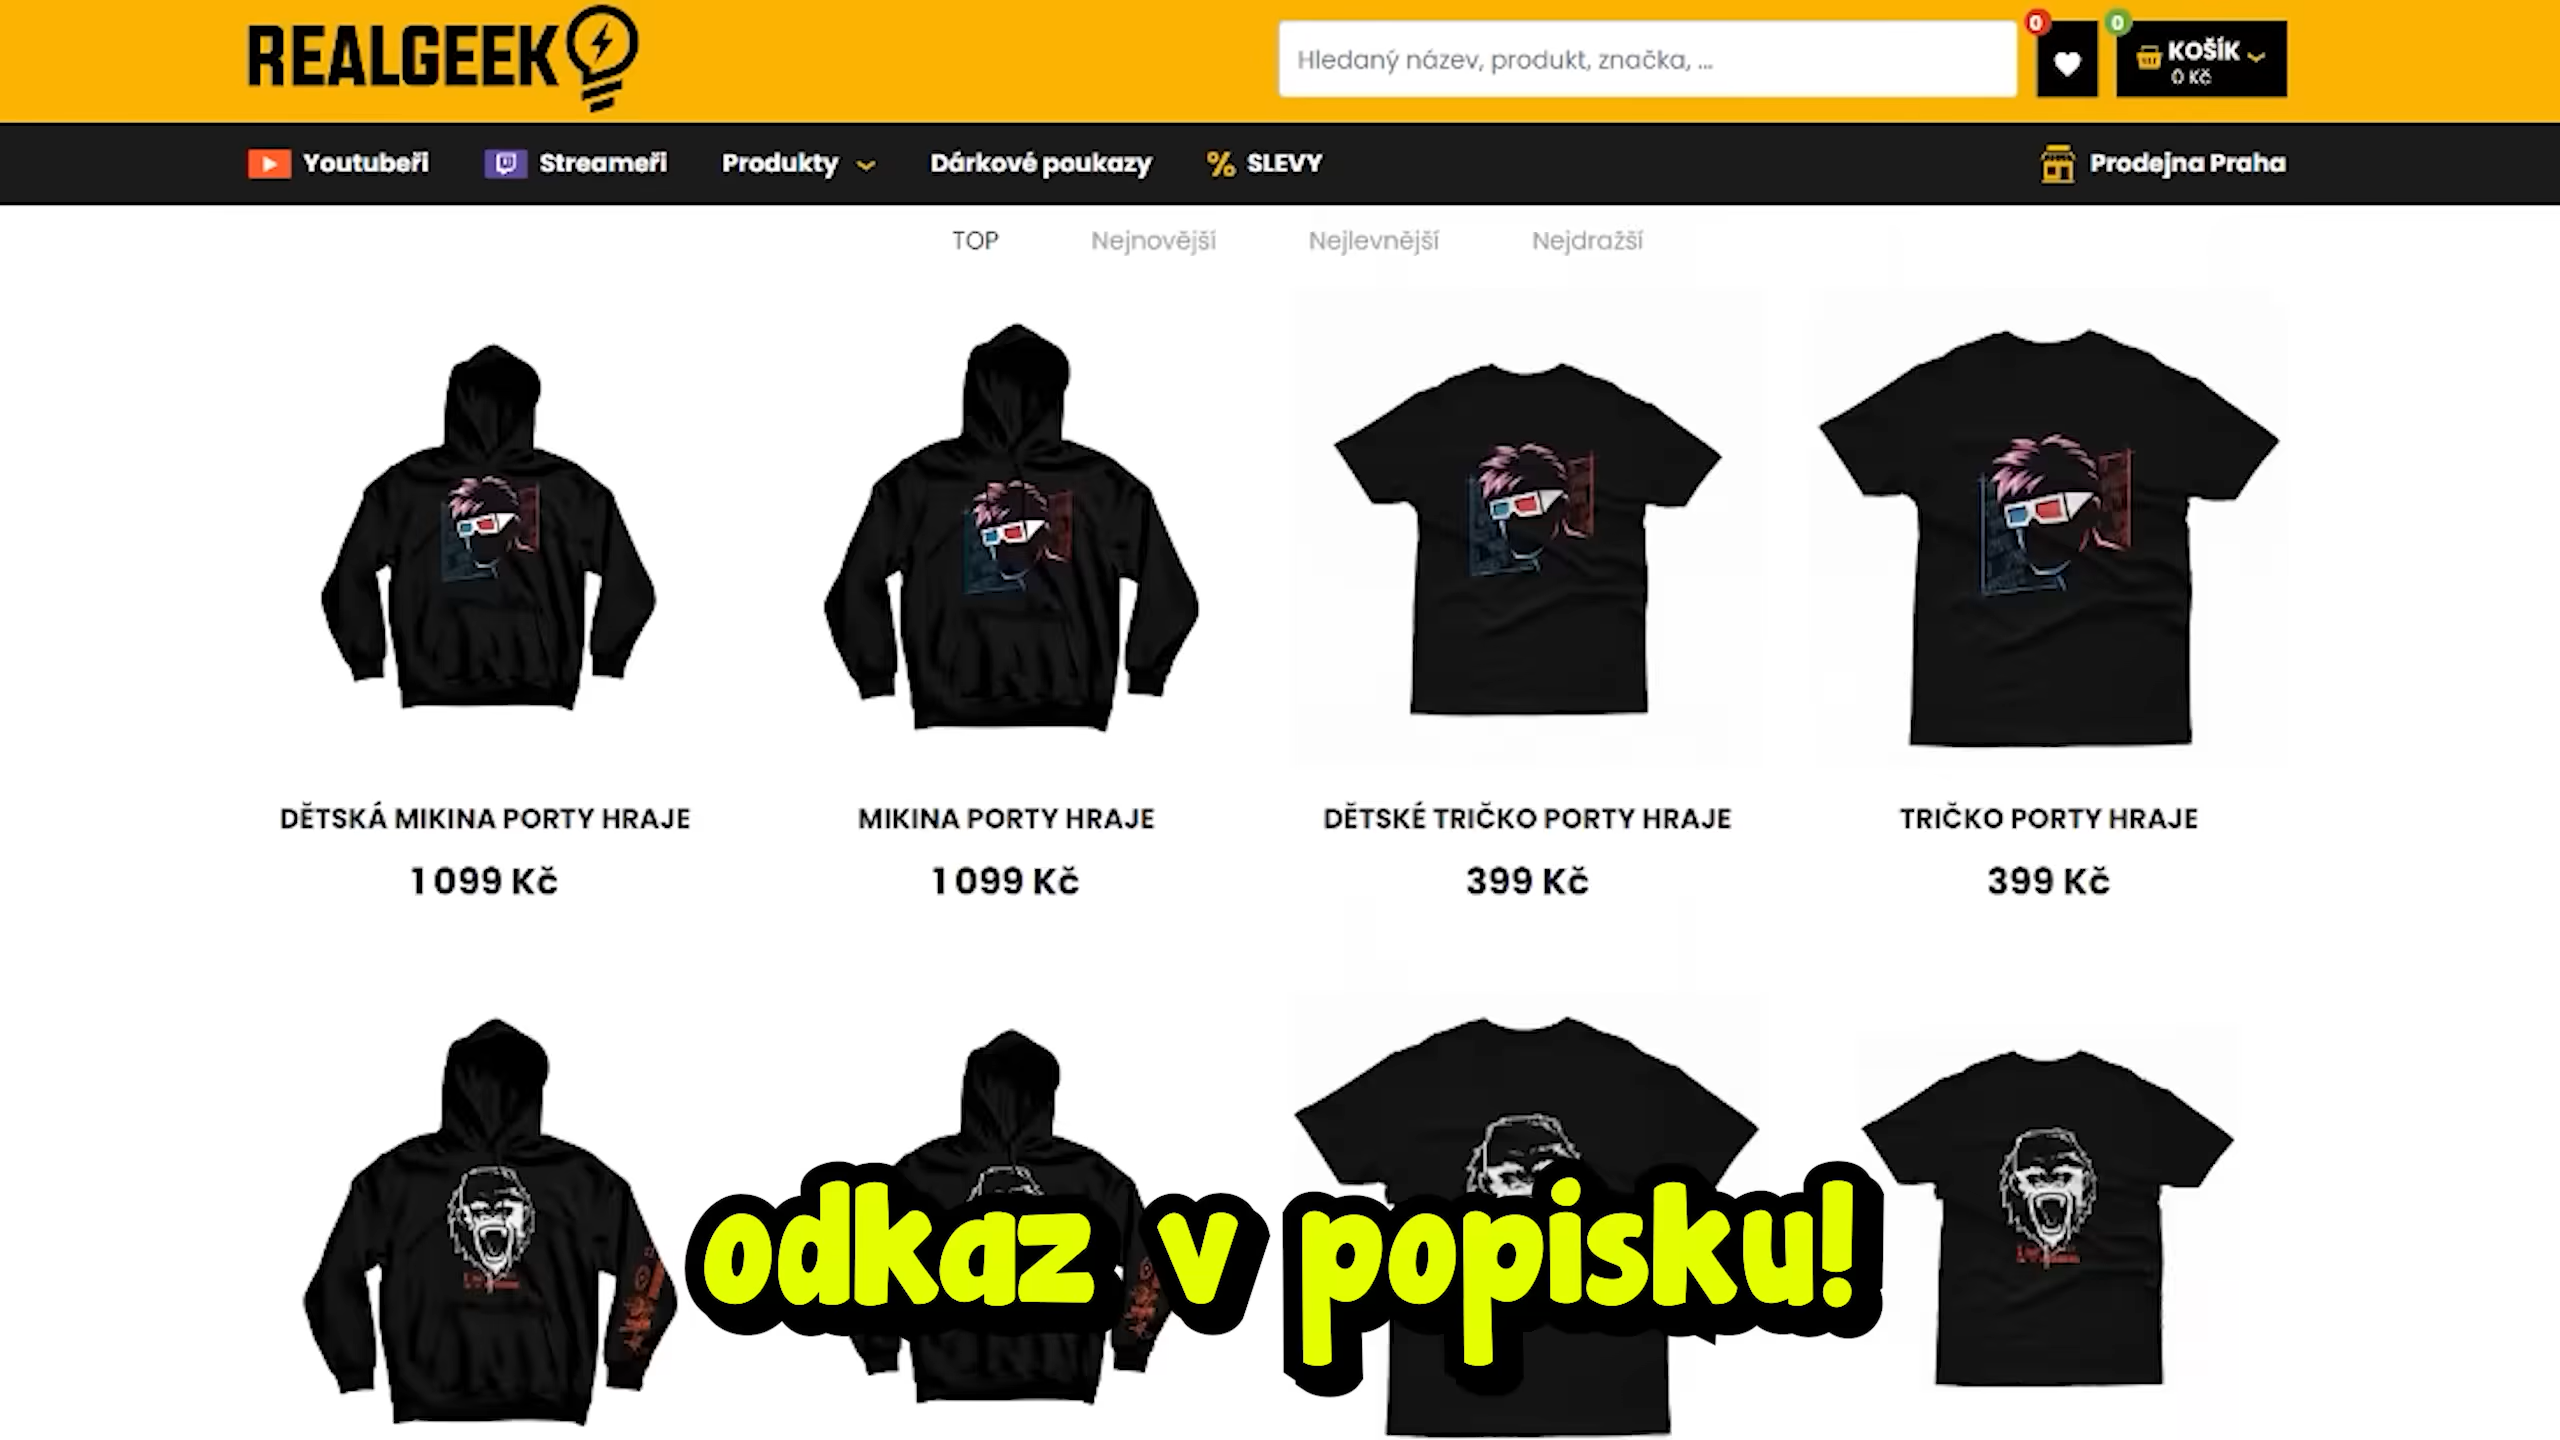 REALGEEK
Hledaný název, produkt, značka, ...
0
0
KOŠÍK
0 Kč
Youtubeři
Streameři
Produkty
Dárkové poukazy
% SLEVY
Prodejna Praha
TOP
Nejnovější
Nejlevnější
Nejdražší
DĚTSKÁ MIKINA PORTY HRAJE
1 099 Kč
MIKINA PORTY HRAJE
1 099 Kč
DĚTSKÉ TRIČKO PORTY HRAJE
399 Kč
TRIČKO PORTY HRAJE
399 Kč
odkaz v popisku!